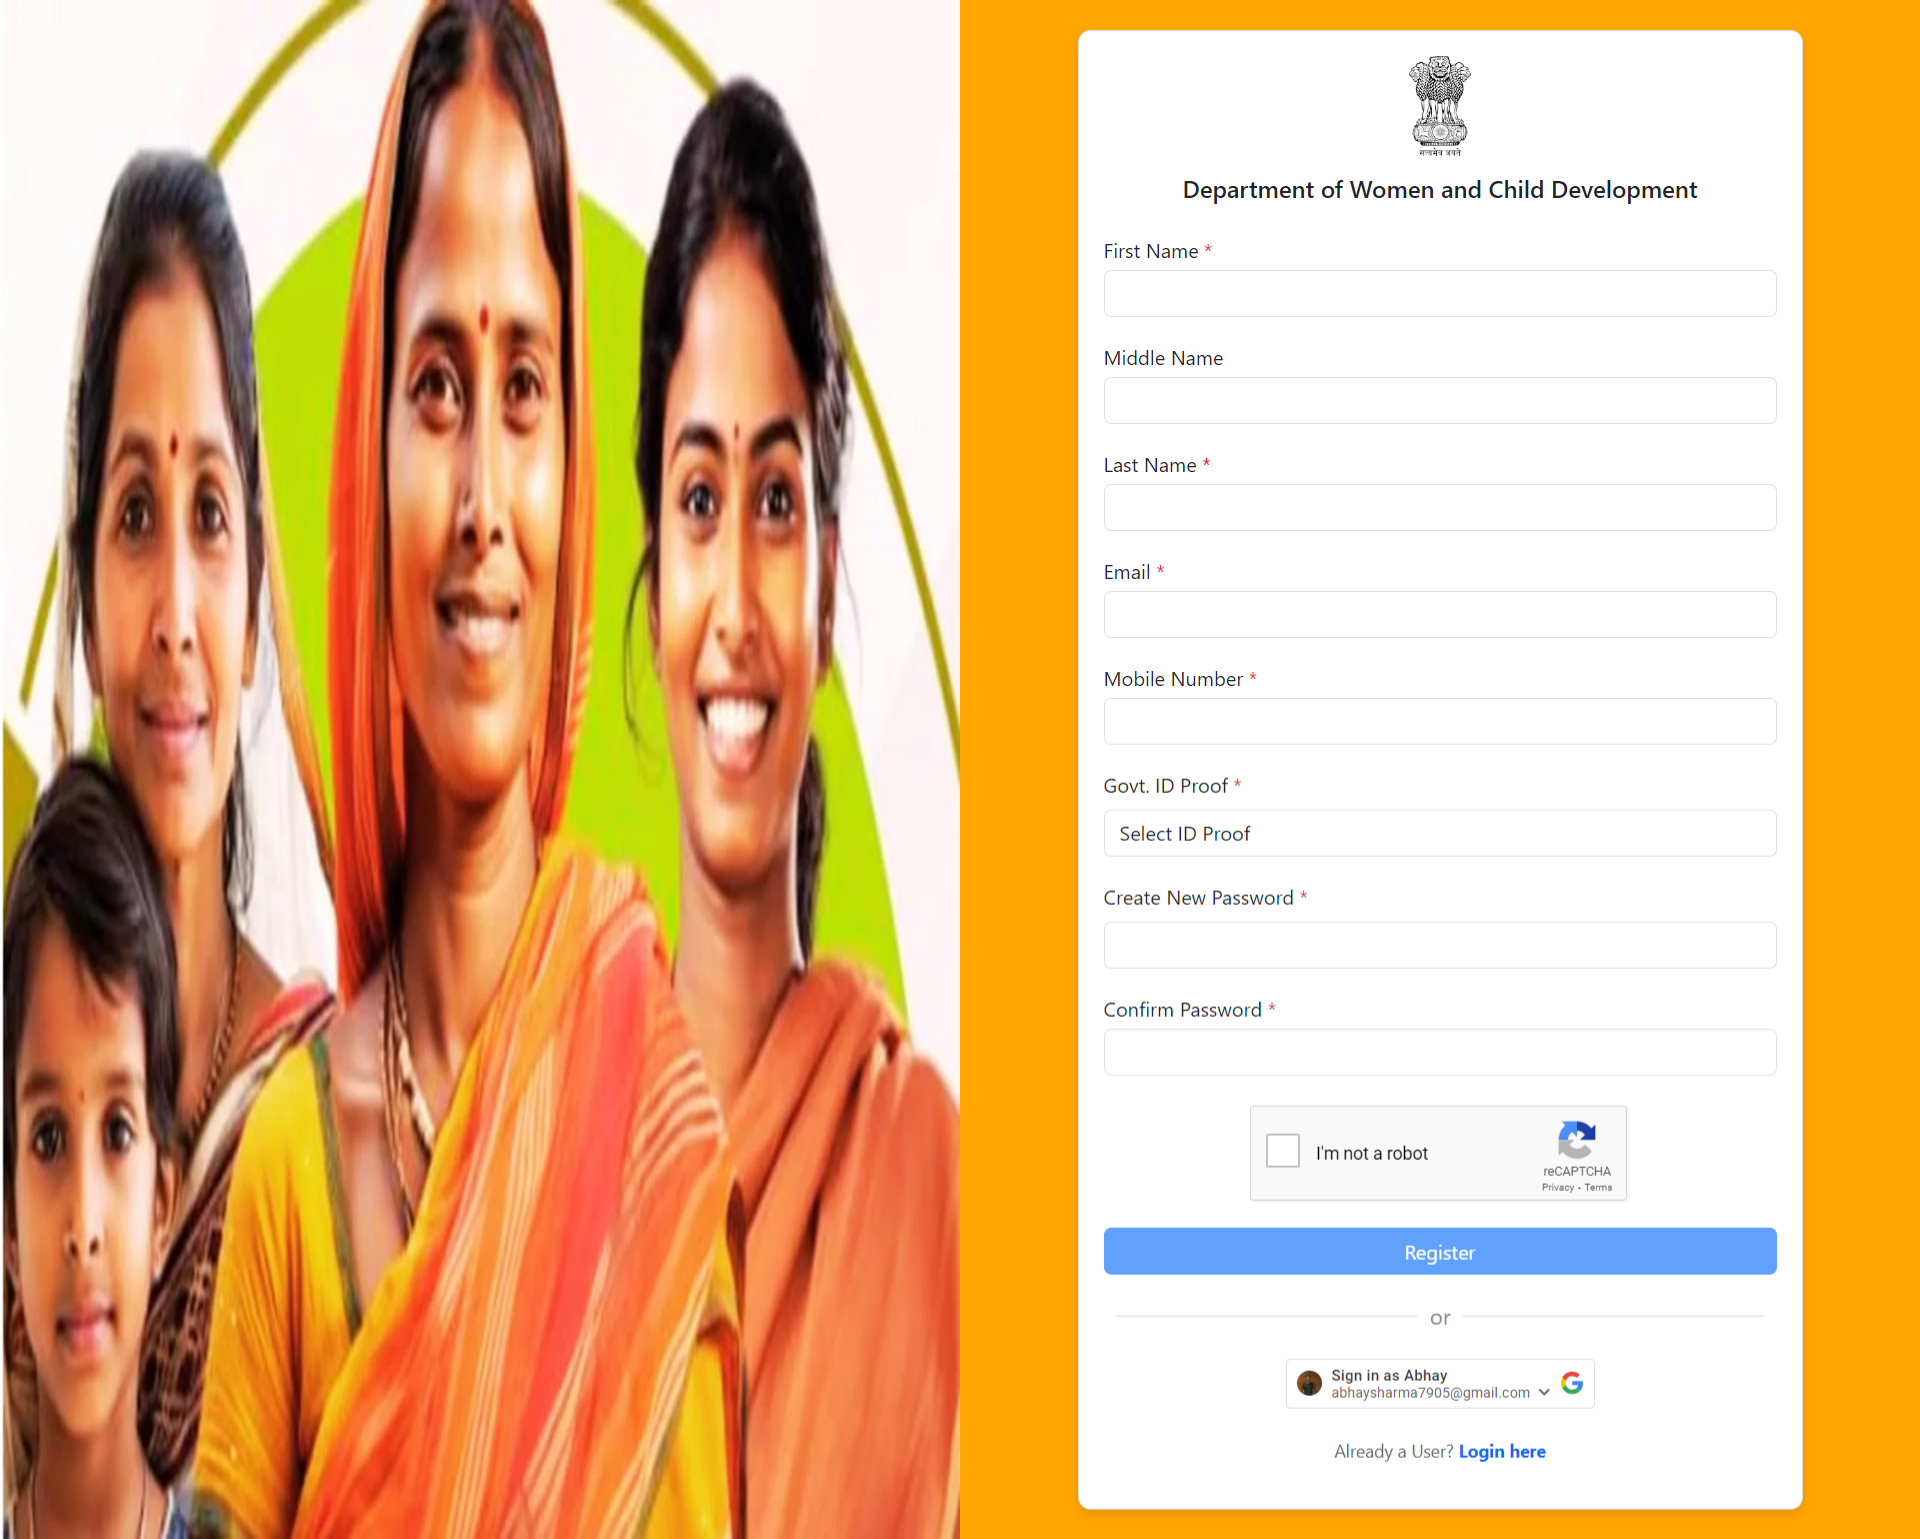 सत्यमेव जयते
Department of Women and Child Development
First Name *
Middle Name
Last Name *
Email *
Mobile Number *
Govt. ID Proof *
Select ID Proof
Create New Password *
Confirm Password *
I'm not a robot
reCAPTCHA
Privacy - Terms
Register
or
Sign in as Abhay
abhaysharma7905@gmail.com
Already a User? Login here